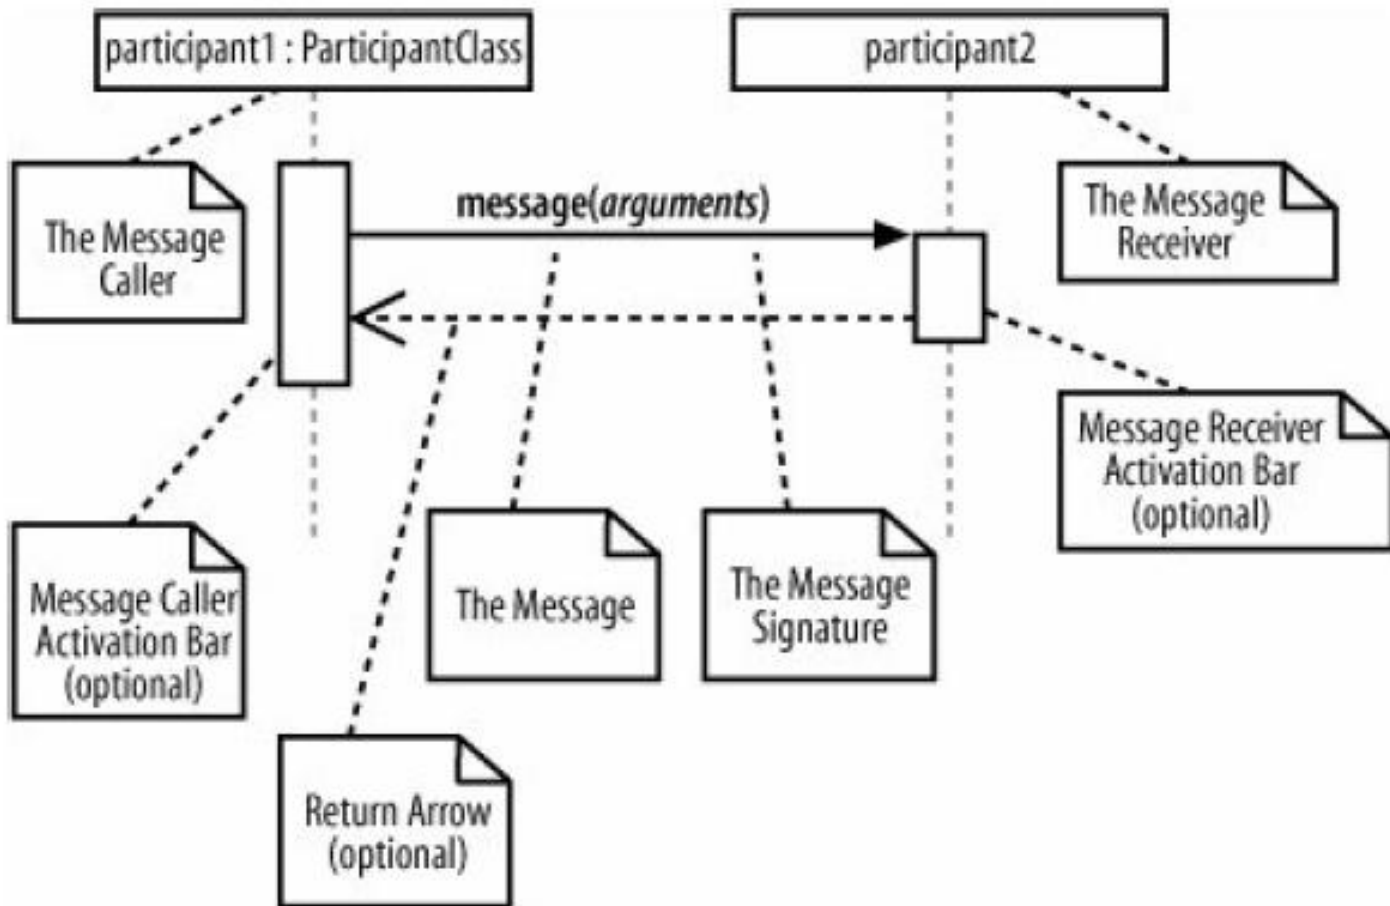 participant1 : ParticipantClass
participant2
The Message
Caller
message(arguments)
The Message
Receiver
Message Receiver
Activation Bar
(optional)
Message Caller
Activation Bar
(optional)
The Message
The Message
Signature
Return Arrow
(optional)